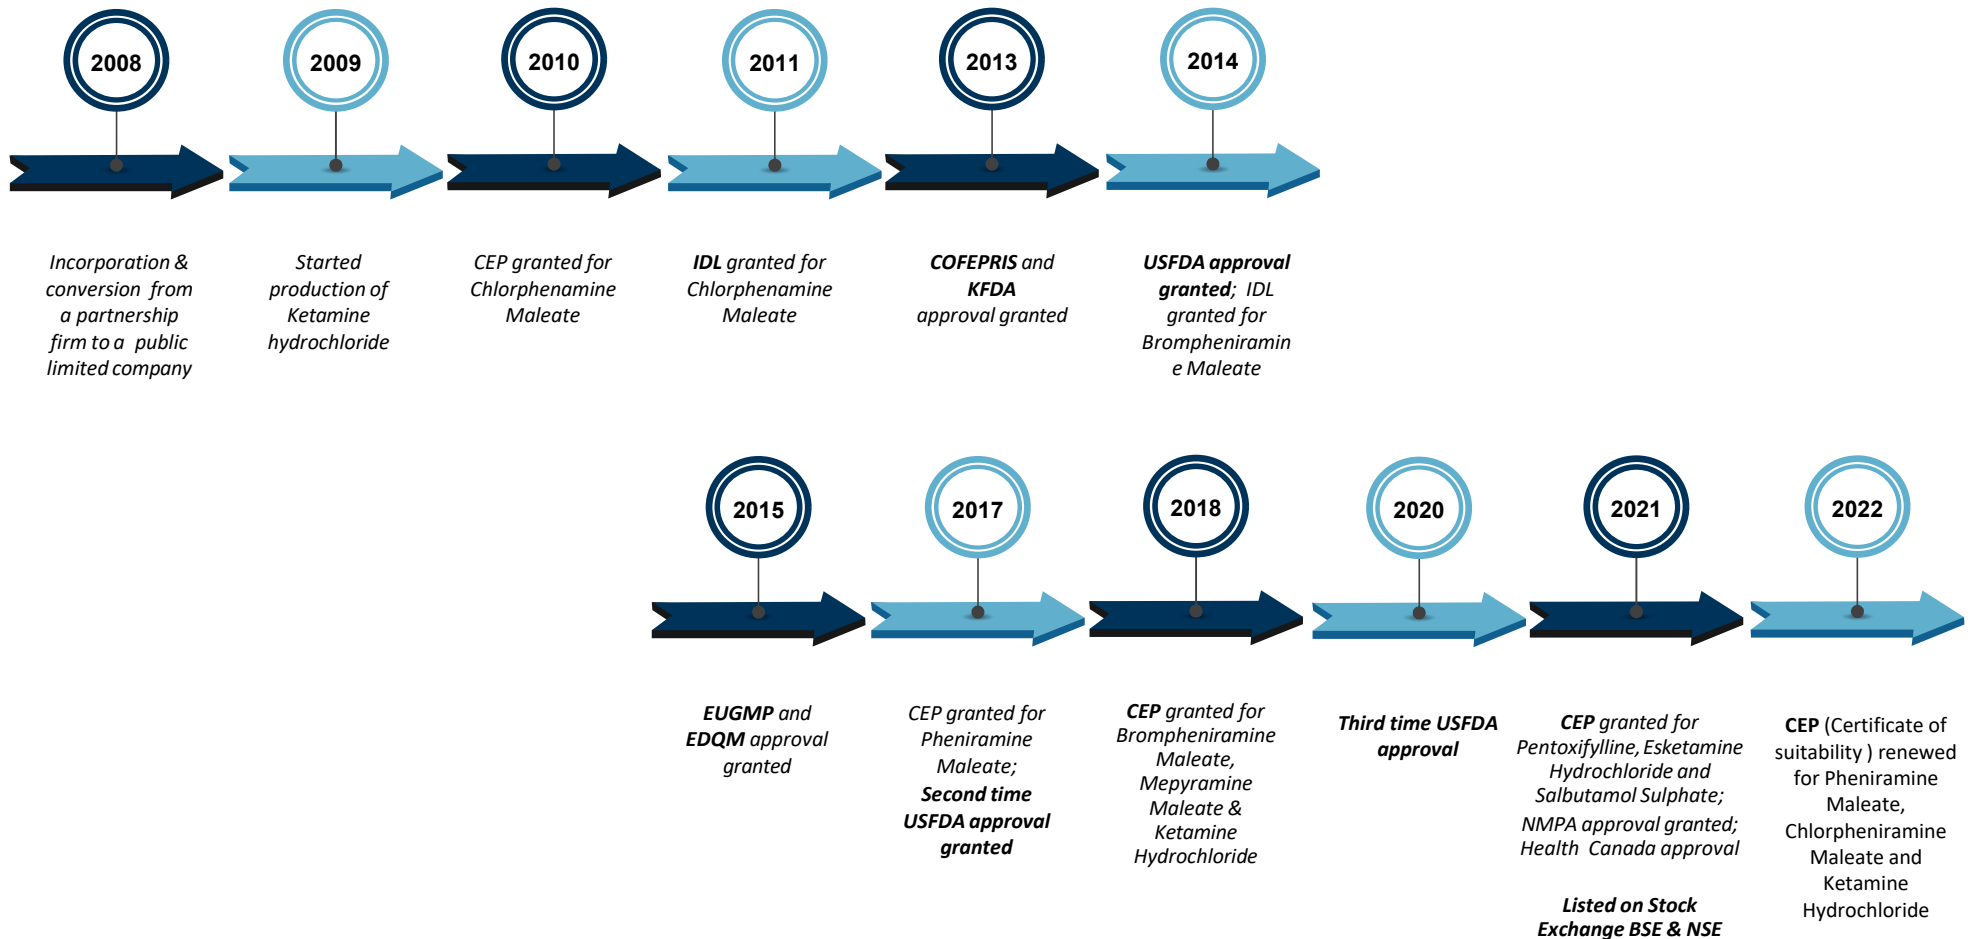 2008
2009
2010
2011
2013
2014
Incorporation &
conversion from
a partnership
firm to a public
limited company
Started
production of
Ketamine
hydrochloride
CEP granted for
Chlorphenamine
Maleate
IDL granted for
Chlorphenamine
Maleate
COFEPRIS and
KFDA
approval granted
USFDA approval
granted; IDL
granted for
Brompheniramin
e Maleate
2015
2017
2018
2020
2021
2022
EUGMP and
EDQM approval
granted
CEP granted for
Pheniramine
Maleate;
Second time
USFDA approval
granted
CEP granted for
Brompheniramine
Maleate,
Mepyramine
Maleate &
Ketamine
Hydrochloride
Third time USFDA
approval
CEP granted for
Pentoxifylline, Esketamine
Hydrochloride and
Salbutamol Sulphate;
NMPA approval granted;
Health Canada approval
Listed on Stock
Exchange BSE & NSE
CEP (Certificate of
suitability ) renewed
for Pheniramine
Maleate,
Chlorpheniramine
Maleate and
Ketamine
Hydrochloride